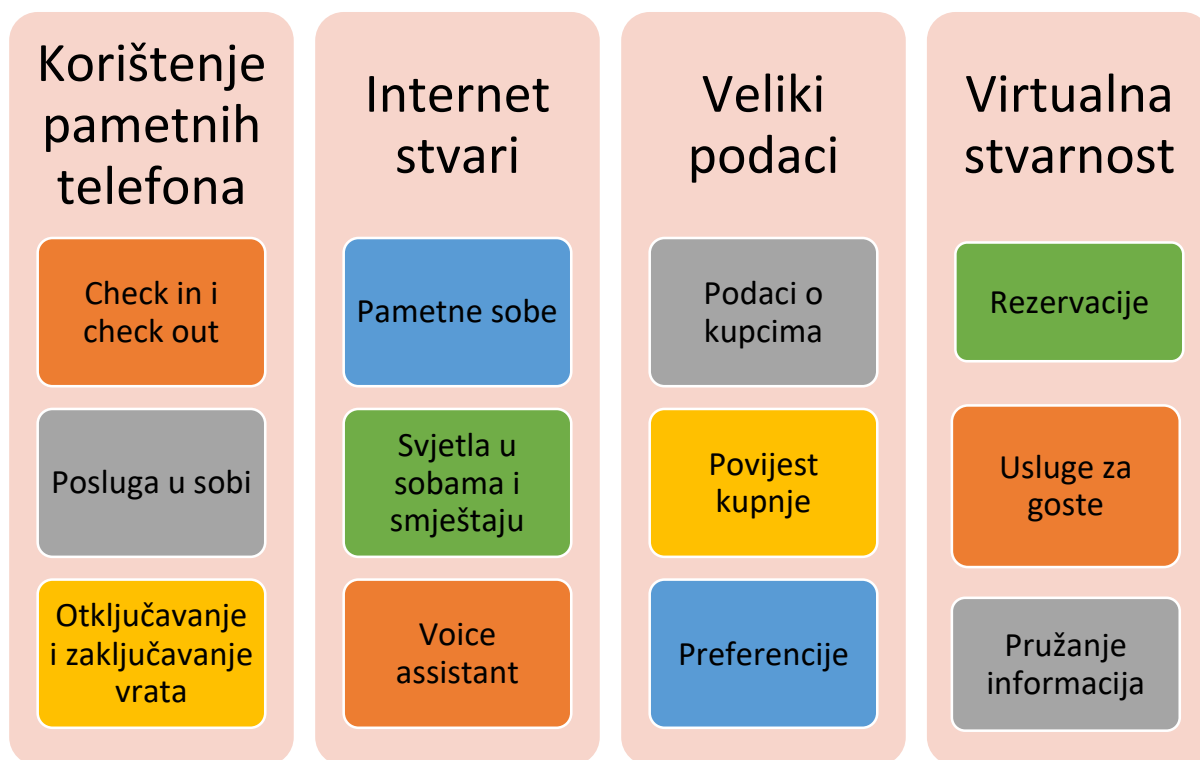 Korištenje
pametnih
telefona
Check in i
check out
Posluga u sobi
Otključavanje
i zaključavanje
vrata
Internet
stvari
Pametne sobe
Svjetla u
sobama i
smještaju
Voice
assistant
Veliki
podaci
Podaci o
kupcima
Povijest
kupnje
Preferencije
Virtualna
stvarnost
Rezervacije
Usluge za
goste
Pružanje
informacija